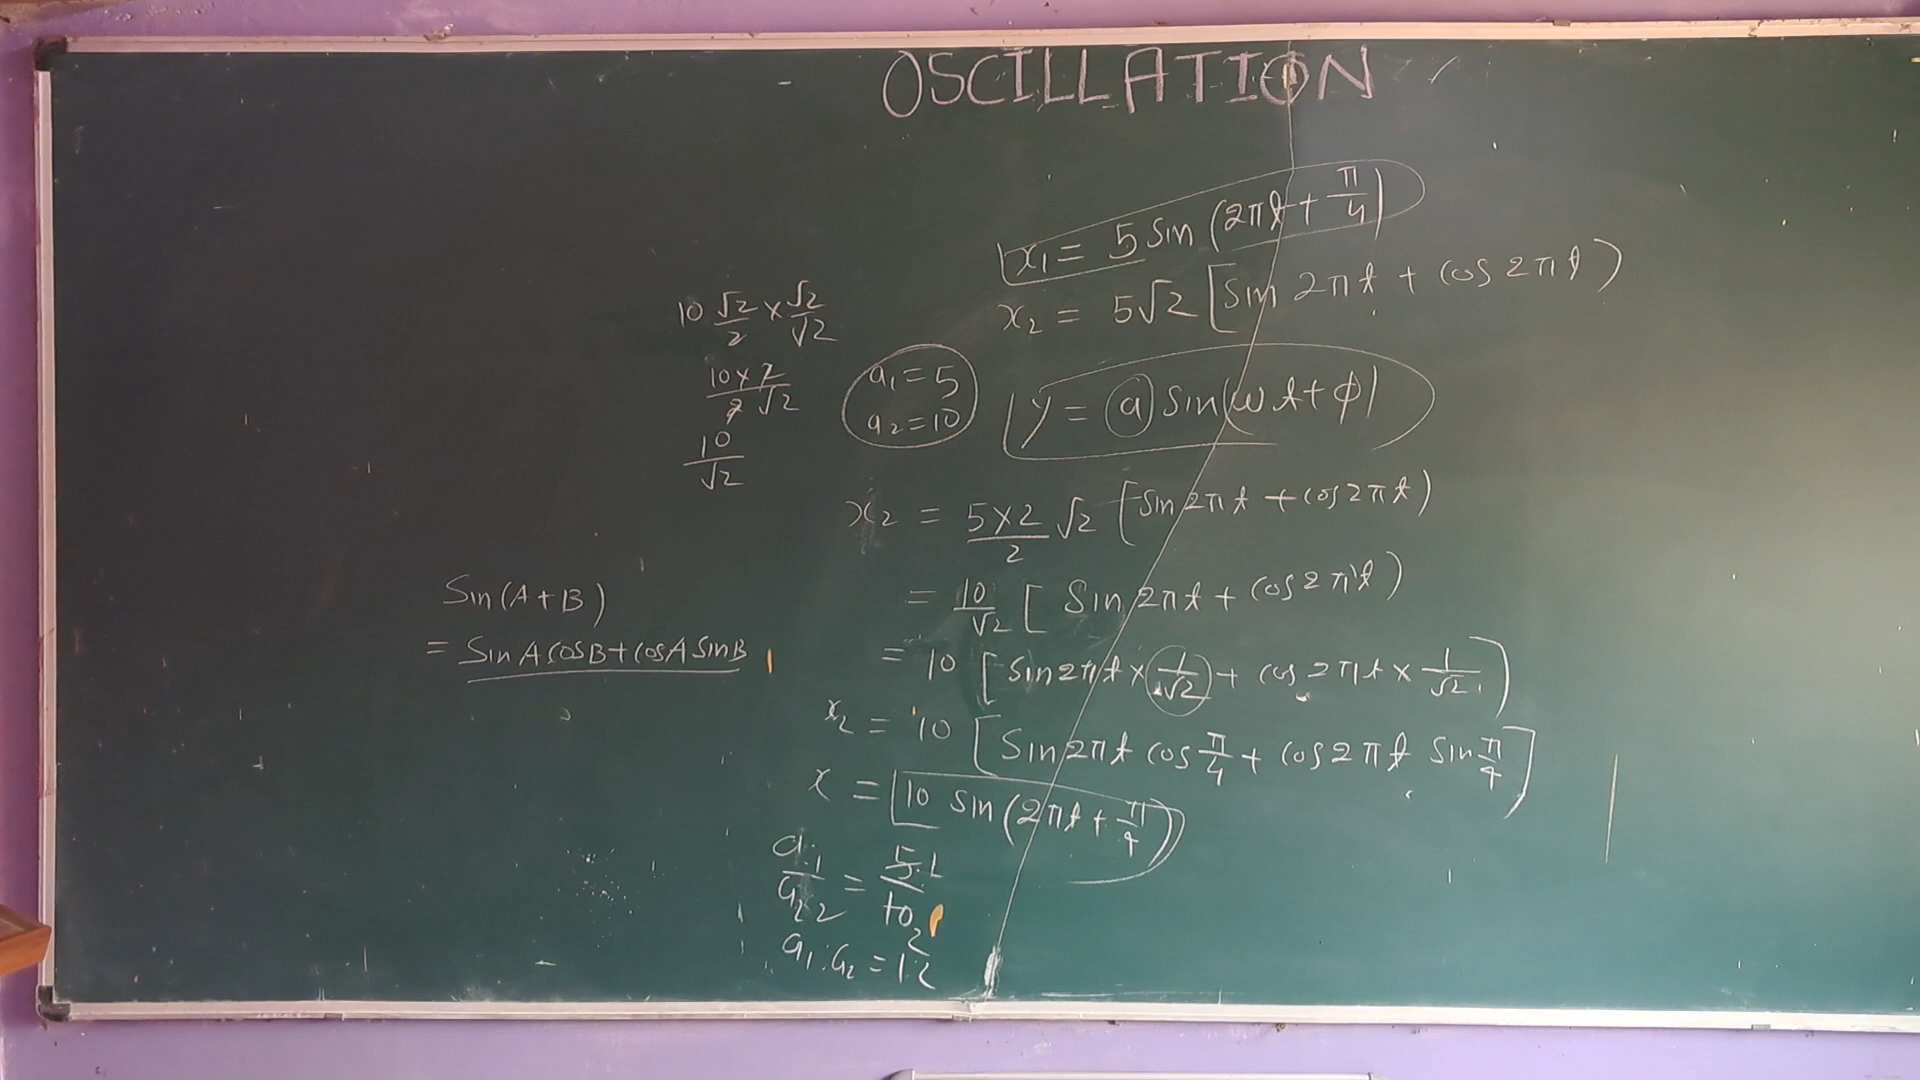 OSCILLATION
x₁ = 5 sin (2πt + π/4)
x₂ = 5√2 [sin 2πt + cos 2πt)
10 √2/2 × √2/√2
10×2/2√2
10/√2
a₁ = 5
a₂ = 10
y = a sin(ωt + φ)
x₂ = 5×2/2 √2 [sin 2πt + cos 2πt)
= 10/√2 [ Sin 2πt + cos 2πt)
Sin (A + B)
= Sin A cos B + cos A sin B
= 10 [sin 2πt × 1/√2 + cos 2πt × 1/√2)
x₂ = 10 [Sin 2πt cos π/4 + cos 2πt sin π/4]
x = 10 sin (2πt + π/4)
a₁/a₂ = 5 1/10 2
a₁:a₂ = 1:2